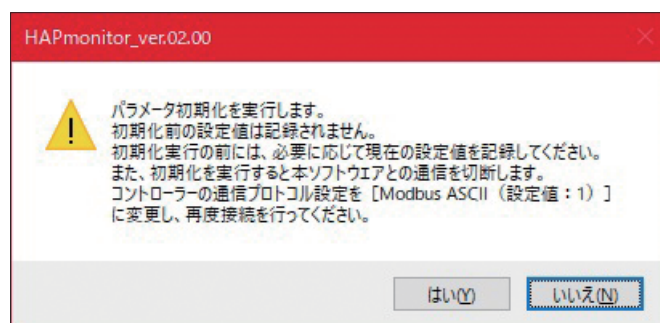 HAPmonitor_ver.02.00
パラメータ初期化を実行します。
初期化前の設定値は記録されません。
初期化実行の前には、必要に応じて現在の設定値を記録してください。
また、初期化を実行すると本ソフトウェアとの通信を切断します。
コントローラーの通信プロトコル設定を［Modbus ASCII（設定値：1）］
に変更し、再度接続を行ってください。
はい(Y)
いいえ(N)